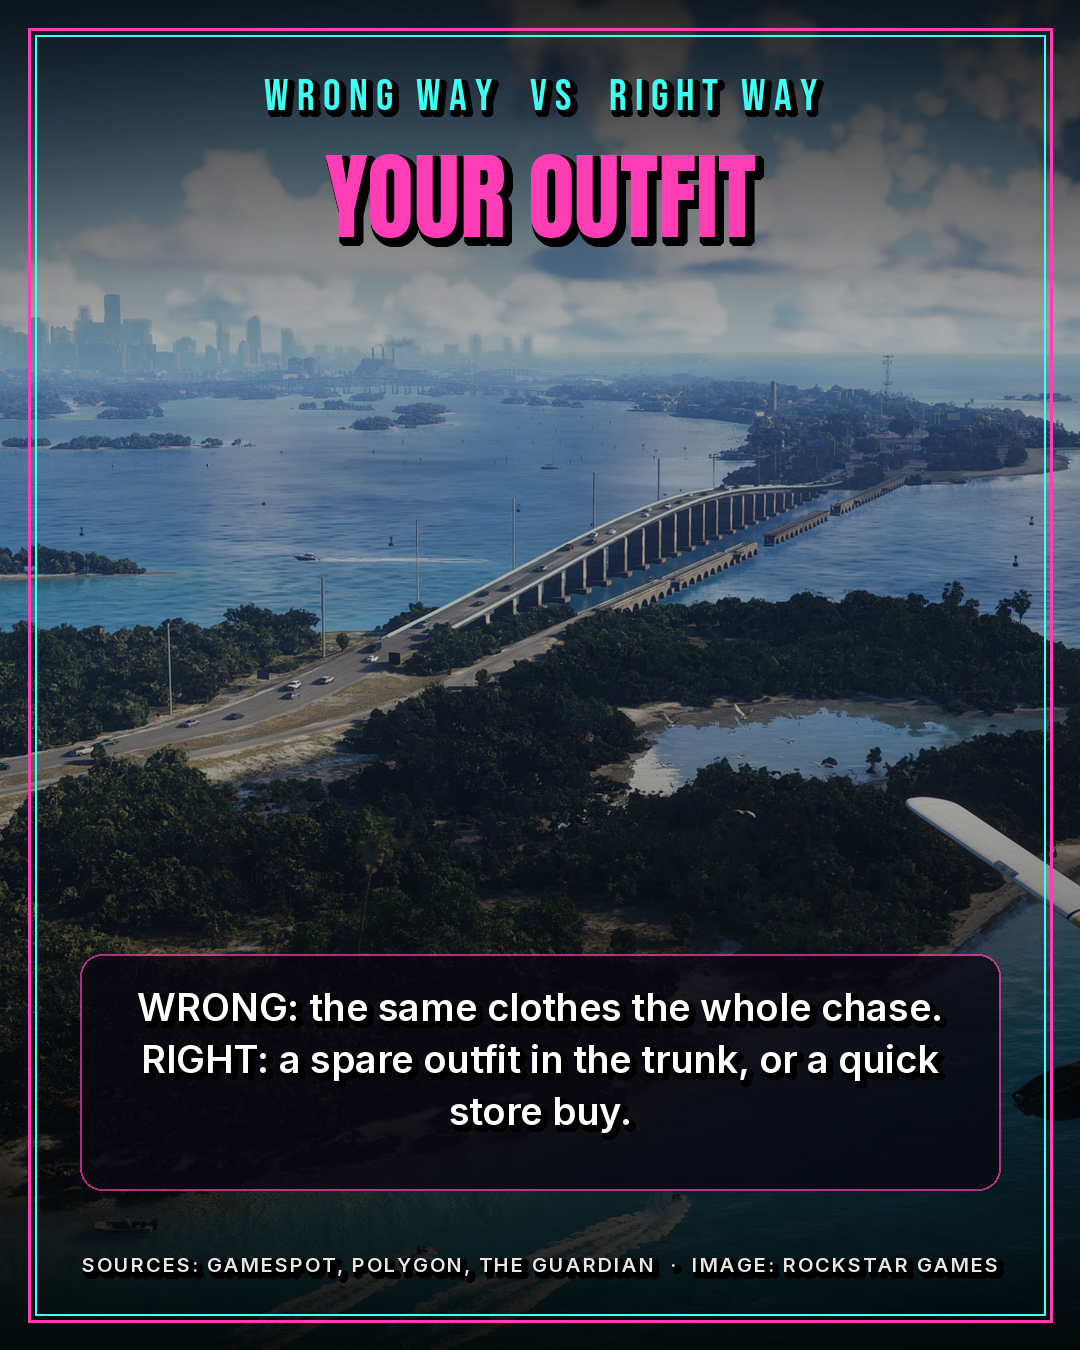 WRONG WAY VS RIGHT WAY
YOUR OUTFIT
WRONG: the same clothes the whole chase.
RIGHT: a spare outfit in the trunk, or a quick
store buy.
SOURCES: GAMESPOT, POLYGON, THE GUARDIAN · IMAGE: ROCKSTAR GAMES